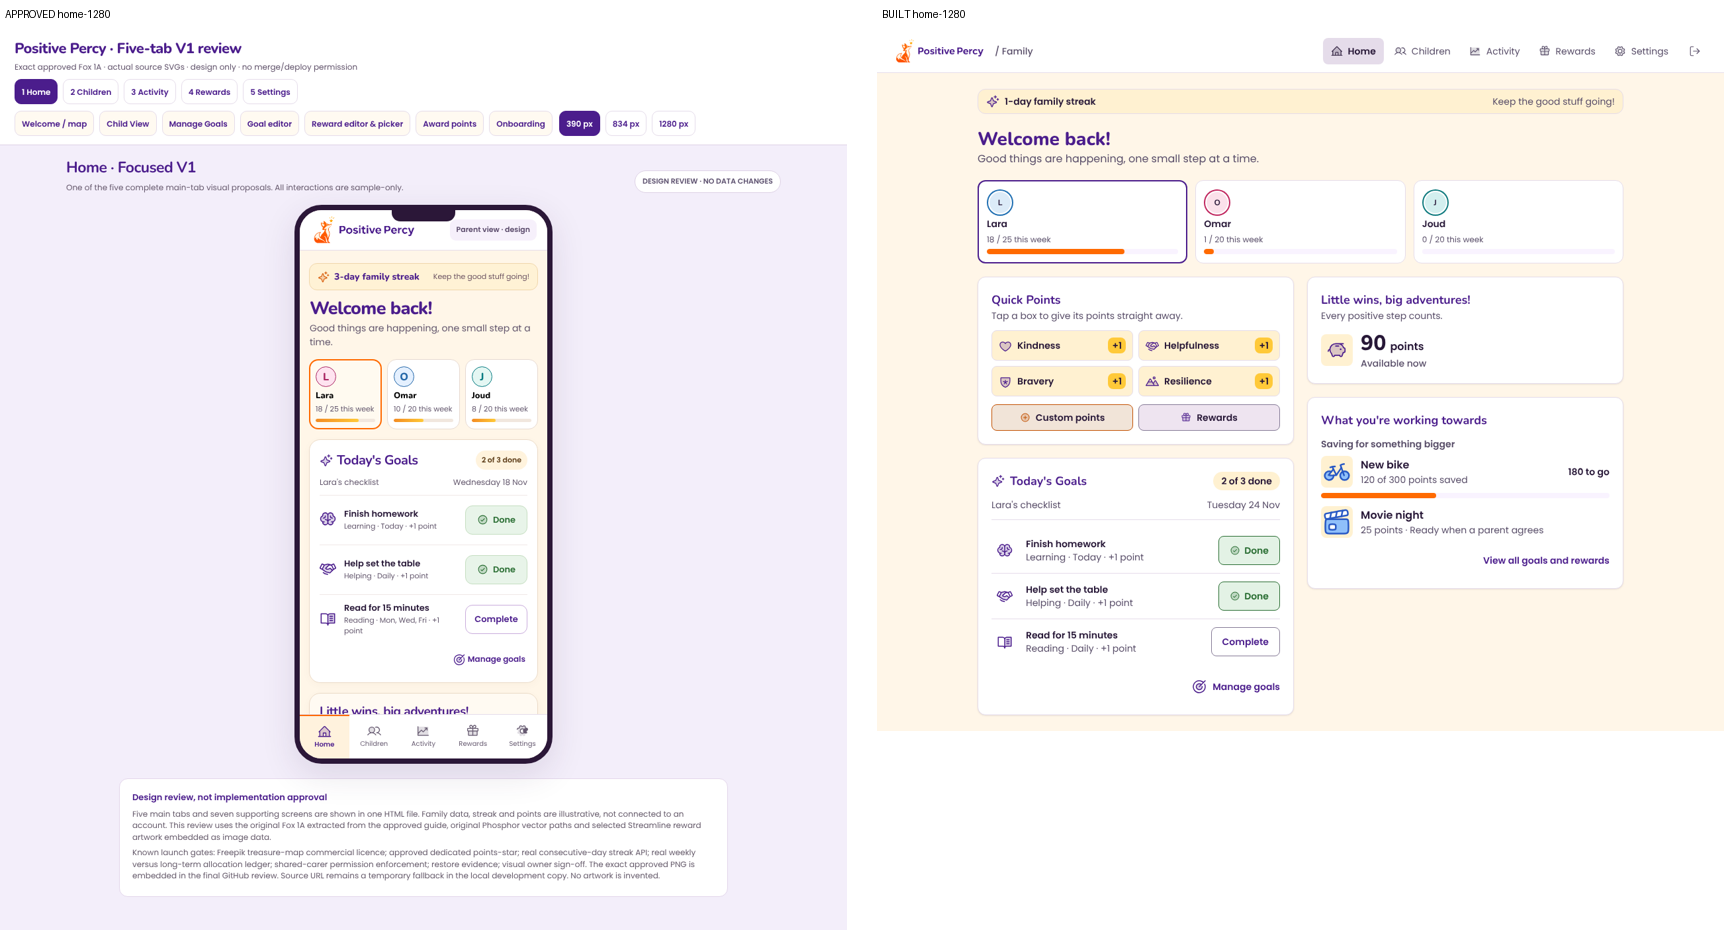 APPROVED home-1280
Positive Percy · Five-tab V1 review
Exact approved Fox 1A · actual source SVGs · design only · no merge/deploy permission
1 Home
2 Children
3 Activity
4 Rewards
5 Settings
Welcome / map
Child View
Manage Goals
Goal editor
Reward editor & picker
Award points
Onboarding
390 px
834 px
1280 px
Home · Focused V1
One of the five complete main-tab visual proposals. All interactions are sample-only.
DESIGN REVIEW · NO DATA CHANGES
Positive Percy
Parent view · design
3-day family streak
Keep the good stuff going!
Welcome back!
Good things are happening, one small step at a
time.
L
Lara
18 / 25 this week
O
Omar
10 / 20 this week
J
Joud
8 / 20 this week
Today's Goals
2 of 3 done
Lara's checklist
Wednesday 18 Nov
Finish homework
Learning · Today · +1 point
Done
Help set the table
Helping · Daily · +1 point
Done
Read for 15 minutes
Reading · Mon, Wed, Fri · +1
point
Complete
Manage goals
Little wins, big adventures!
Home
Children
Activity
Rewards
Settings
Design review, not implementation approval
Five main tabs and seven supporting screens are shown in one HTML file. Family data, streak and points are illustrative, not connected to an
account. This review uses the original Fox 1A extracted from the approved guide, original Phosphor vector paths and selected Streamline reward
artwork embedded as image data.
Known launch gates: Freepik treasure-map commercial licence; approved dedicated points-star; real consecutive-day streak API; real weekly
versus long-term allocation ledger; shared-carer permission enforcement; restore evidence; visual owner sign-off. The exact approved PNG is
embedded in the final GitHub review. Source URL remains a temporary fallback in the local development copy. No artwork is invented.
BUILT home-1280
Positive Percy
/ Family
Home
Children
Activity
Rewards
Settings
1-day family streak
Keep the good stuff going!
Welcome back!
Good things are happening, one small step at a time.
L
Lara
18 / 25 this week
O
Omar
1 / 20 this week
J
Joud
0 / 20 this week
Quick Points
Tap a box to give its points straight away.
Kindness
+1
Helpfulness
+1
Bravery
+1
Resilience
+1
Custom points
Rewards
Today's Goals
2 of 3 done
Lara's checklist
Tuesday 24 Nov
Finish homework
Learning · Today · +1 point
Done
Help set the table
Helping · Daily · +1 point
Done
Read for 15 minutes
Reading · Daily · +1 point
Complete
Manage goals
Little wins, big adventures!
Every positive step counts.
90 points
Available now
What you're working towards
Saving for something bigger
New bike
120 of 300 points saved
180 to go
Movie night
25 points · Ready when a parent agrees
View all goals and rewards